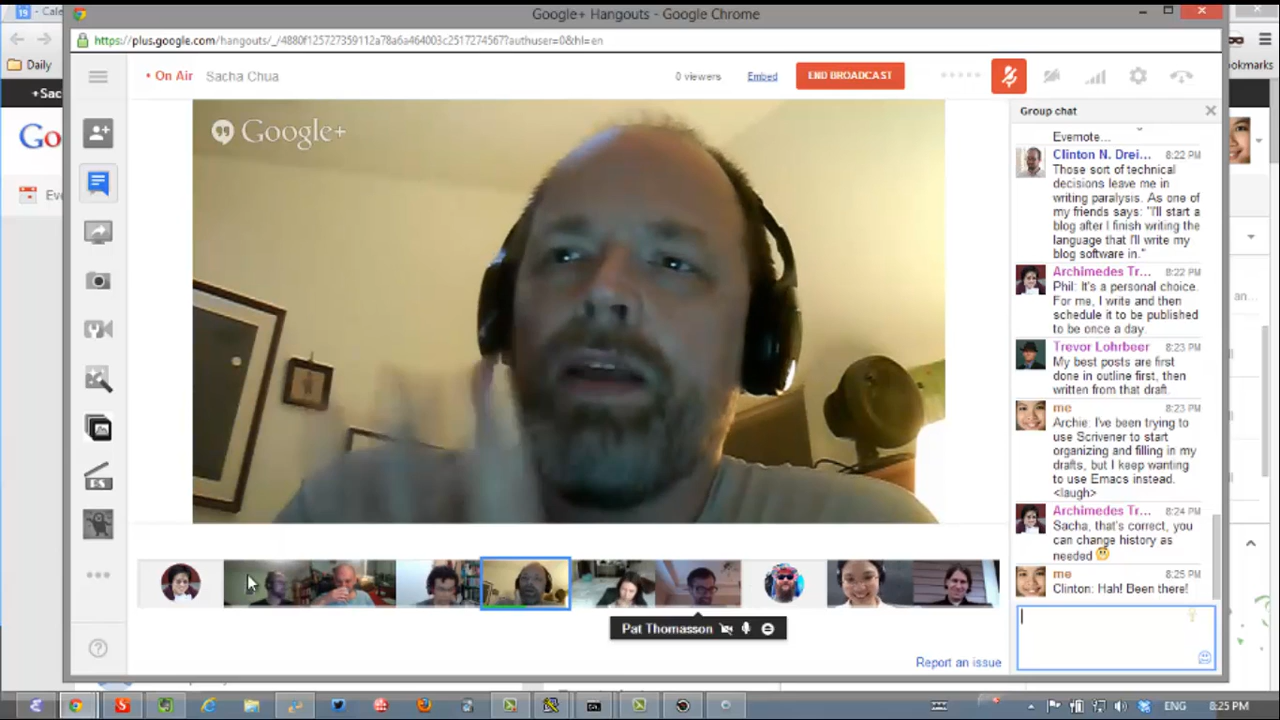 Google+ Hangouts - Google Chrome
https://plus.google.com/hangouts/_/4880f125727359112a78a6a464003c2517274567?authuser=0&hl=en
Daily
ookmarks
+Sac
Go
On Air
Sacha Chua
0 viewers
Embed
END BROADCAST
Google+
Group chat
Evernote...
Clinton N. Drei... 8:22 PM
Those sort of technical
decisions leave me in
writing paralysis. As one of
my friends says: "I'll start a
blog after I finish writing the
language that I'll write my
blog software in."
Archimedes Tr... 8:22 PM
Phil: It's a personal choice.
For me, I write and then
schedule it to be published
to be once a day.
Trevor Lohrbeer 8:23 PM
My best posts are first
done in outline first, then
written from that draft.
me 8:23 PM
Archie: I've been trying to
use Scrivener to start
organizing and filling in my
drafts, but I keep wanting
to use Emacs instead.
<laugh>
Archimedes Tr... 8:24 PM
Sacha, that's correct, you
can change history as
needed
me 8:25 PM
Clinton: Hah! Been there!
Pat Thomasson
Report an issue
ENG 8:25 PM